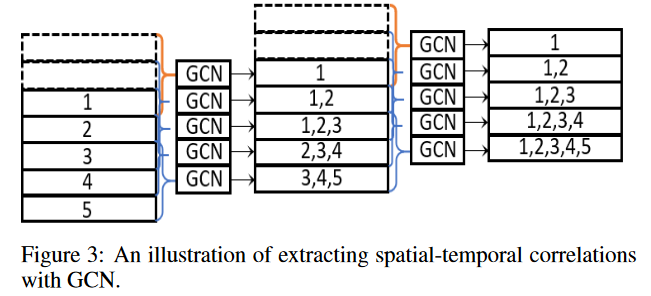 GCN 1
GCN 1 GCN 1,2
1 GCN 1,2 GCN 1,2,3
2 GCN 1,2,3 GCN 1,2,3,4
3 GCN 2,3,4 GCN 1,2,3,4,5
4 GCN 3,4,5
5
Figure 3: An illustration of extracting spatial-temporal correlations
with GCN.